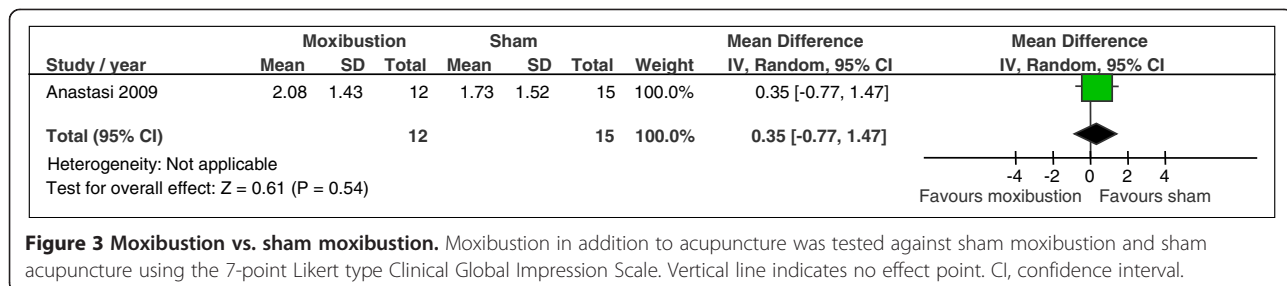 Moxibustion Sham Mean Difference Mean Difference
Study / year Mean SD Total Mean SD Total Weight IV, Random, 95% CI IV, Random, 95% CI
Anastasi 2009 2.08 1.43 12 1.73 1.52 15 100.0% 0.35 [-0.77, 1.47]
Total (95% CI) 12 15 100.0% 0.35 [-0.77, 1.47]
Heterogeneity: Not applicable
Test for overall effect: Z = 0.61 (P = 0.54)
-4 -2 0 2 4
Favours moxibustion Favours sham
Figure 3 Moxibustion vs. sham moxibustion. Moxibustion in addition to acupuncture was tested against sham moxibustion and sham
acupuncture using the 7-point Likert type Clinical Global Impression Scale. Vertical line indicates no effect point. CI, confidence interval.